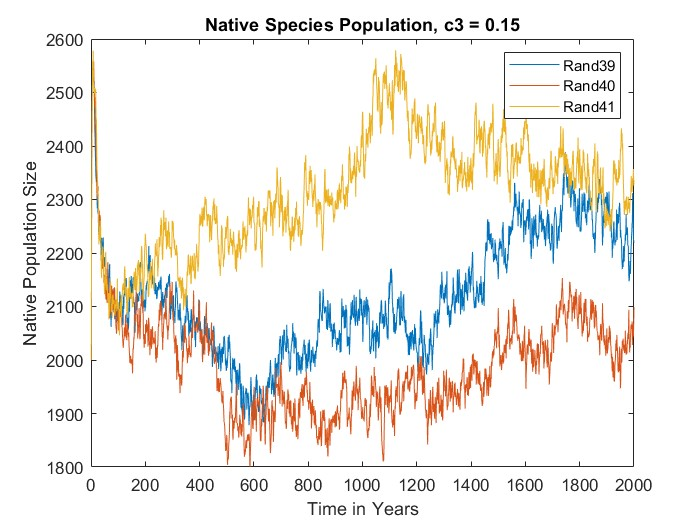 Native Species Population, c3 = 0.15
Native Population Size
2600
2500
2400
2300
2200
2100
2000
1900
1800
Rand39
Rand40
Rand41
0 200 400 600 800 1000 1200 1400 1600 1800 2000
Time in Years